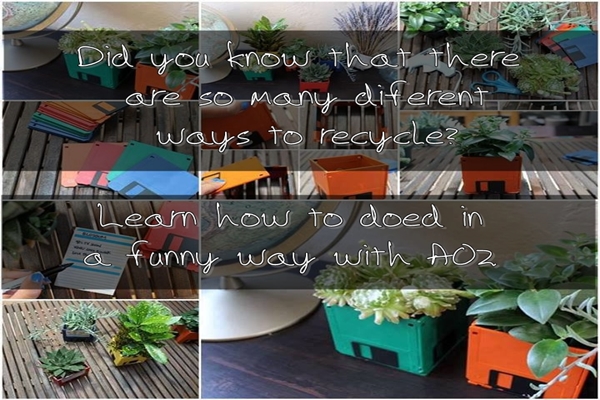 Did you know that there
are so many diferent
ways to recycle?
Learn how to doed in
a funny way with AO2